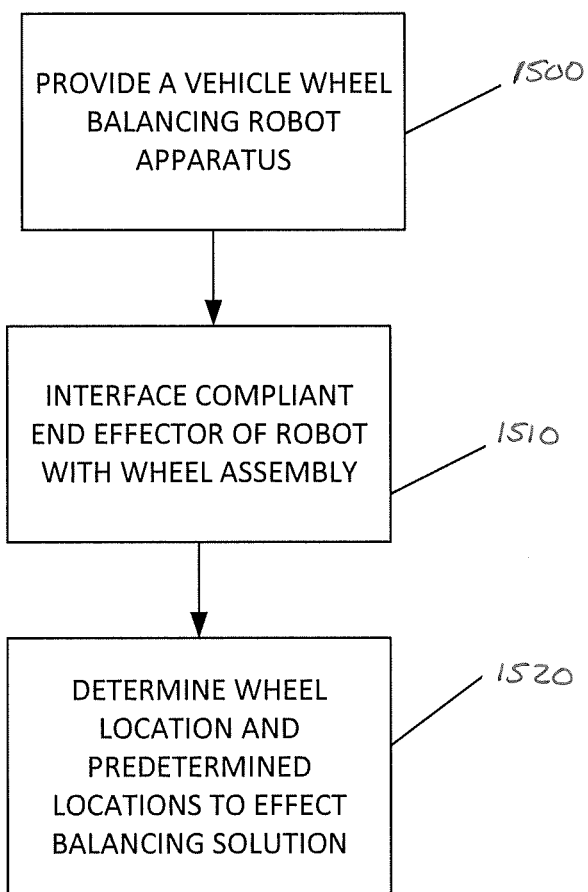 PROVIDE A VEHICLE WHEEL
BALANCING ROBOT
APPARATUS
1500
INTERFACE COMPLIANT
END EFFECTOR OF ROBOT
WITH WHEEL ASSEMBLY
1510
DETERMINE WHEEL
LOCATION AND
PREDETERMINED
LOCATIONS TO EFFECT
BALANCING SOLUTION
1520